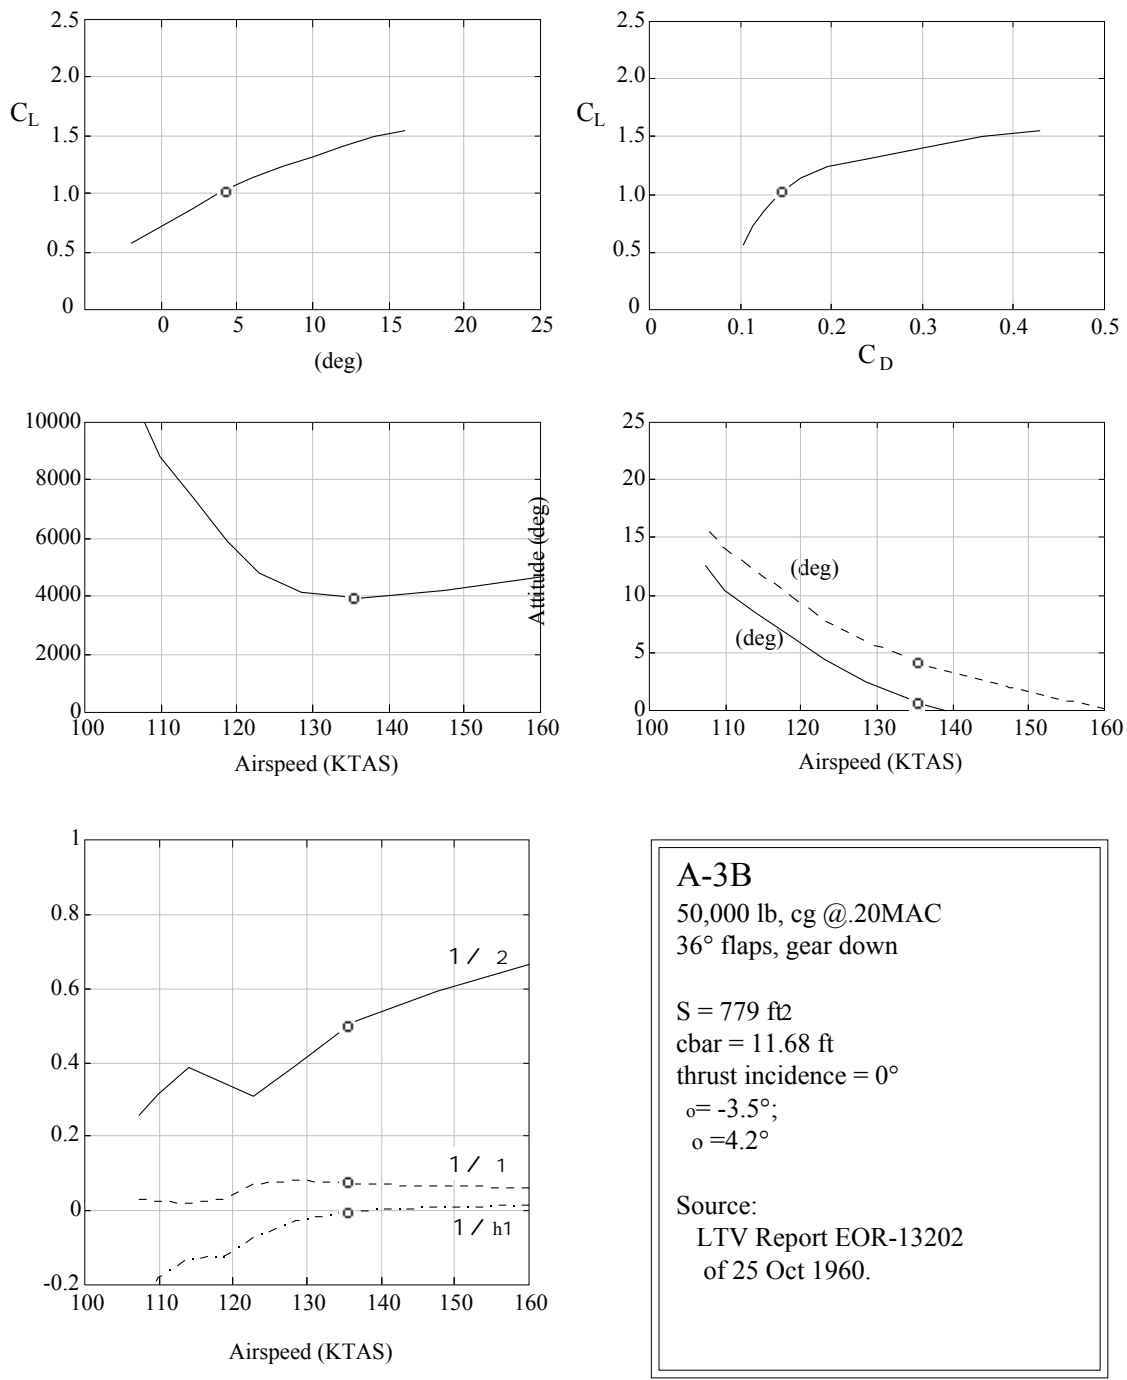 2.5
2.0
C_L
1.5
1.0
0.5
0
0 5 10 15 20 25
(deg)
2.5
2.0
C_L
1.5
1.0
0.5
0
0 0.1 0.2 0.3 0.4 0.5
C_D
10000
8000
6000
4000
2000
0
100 110 120 130 140 150 160
Airspeed (KTAS)
Attitude (deg)
25
20
15
10
5
0
(deg)
(deg)
100 110 120 130 140 150 160
Airspeed (KTAS)
1
0.8
0.6
0.4
0.2
0
-0.2
1/ 2
1/ 1
1/ h1
100 110 120 130 140 150 160
Airspeed (KTAS)
A-3B
50,000 lb, cg @.20MAC
36° flaps, gear down
S = 779 ft2
cbar = 11.68 ft
thrust incidence = 0°
o= -3.5°;
o =4.2°
Source:
LTV Report EOR-13202
of 25 Oct 1960.